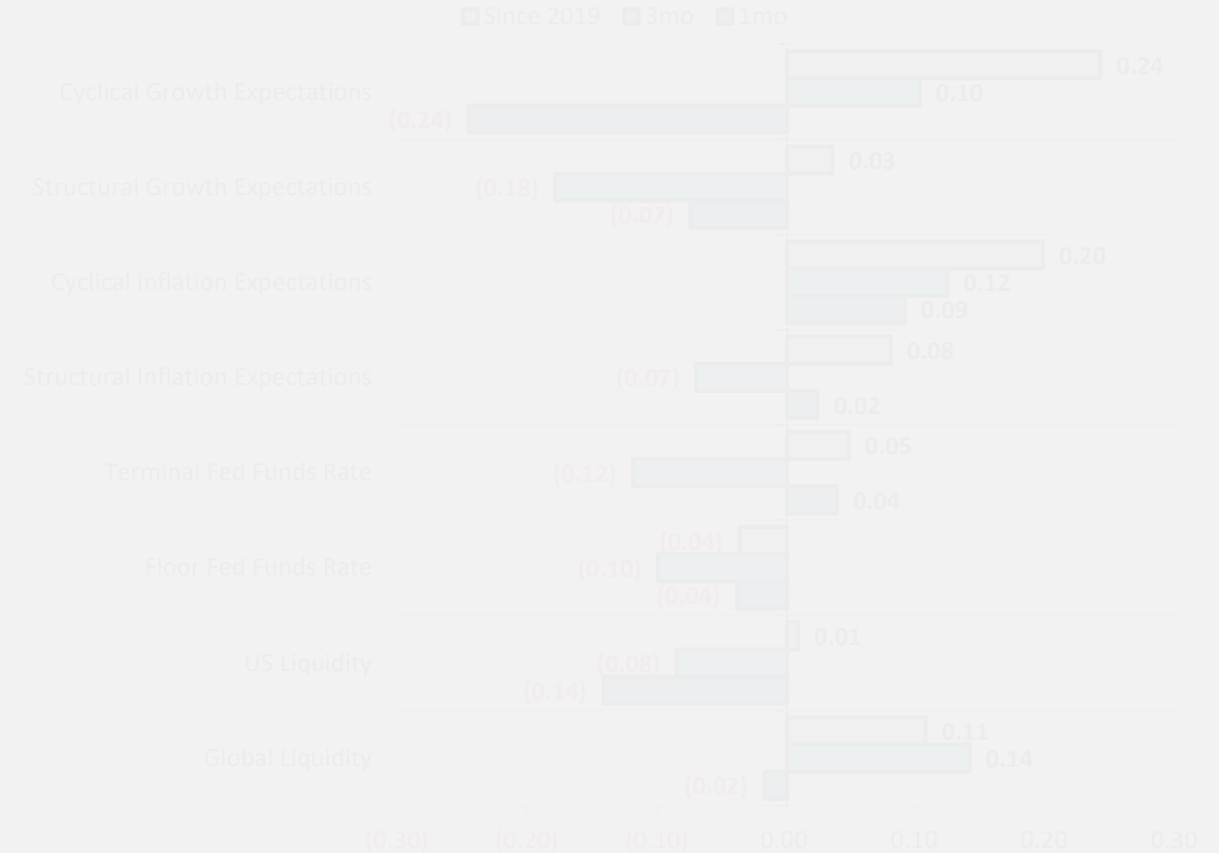 Since 2019 3mo 1mo
0.24
Cyclical Growth Expectations 0.10
(0.24)
0.03
Structural Growth Expectations (0.18)
(0.07)
0.20
Cyclical Inflation Expectations 0.12
0.09
0.08
Structural Inflation Expectations (0.07)
0.02
0.05
Terminal Fed Funds Rate (0.12)
0.04
(0.04)
Floor Fed Funds Rate (0.10)
(0.04)
0.01
US Liquidity (0.08)
(0.14)
0.11
Global Liquidity 0.14
(0.02)
(0.30) (0.20) (0.10) 0.00 0.10 0.20 0.30